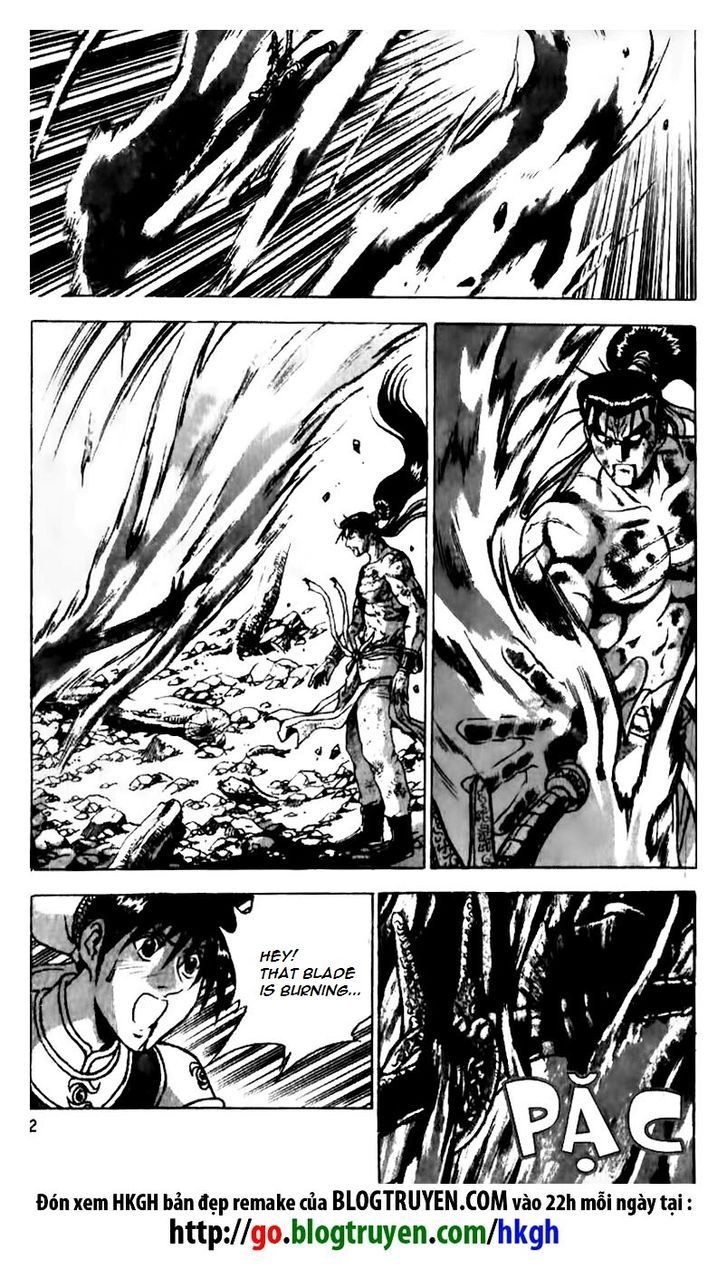 HEY!
THAT BLADE
IS BURNING...
PẶC
2
Đón xem HKGH bản đẹp remake của BLOGTRUYEN.COM vào 22h mỗi ngày tại :
http://go.blogtruyen.com/hkgh